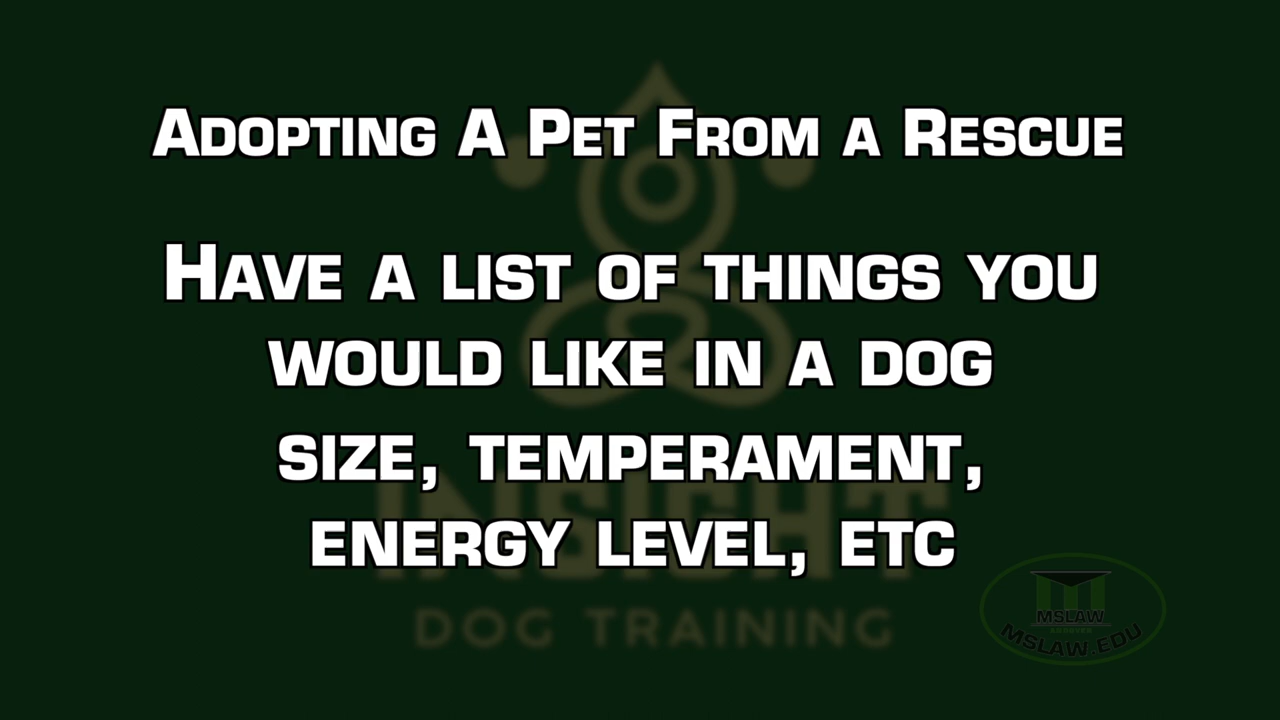 Adopting A Pet From a Rescue
Have a list of things you
would like in a dog
size, temperament,
energy level, etc
INSIGHT
DOG TRAINING
MSLAW
MSLAW.EDU